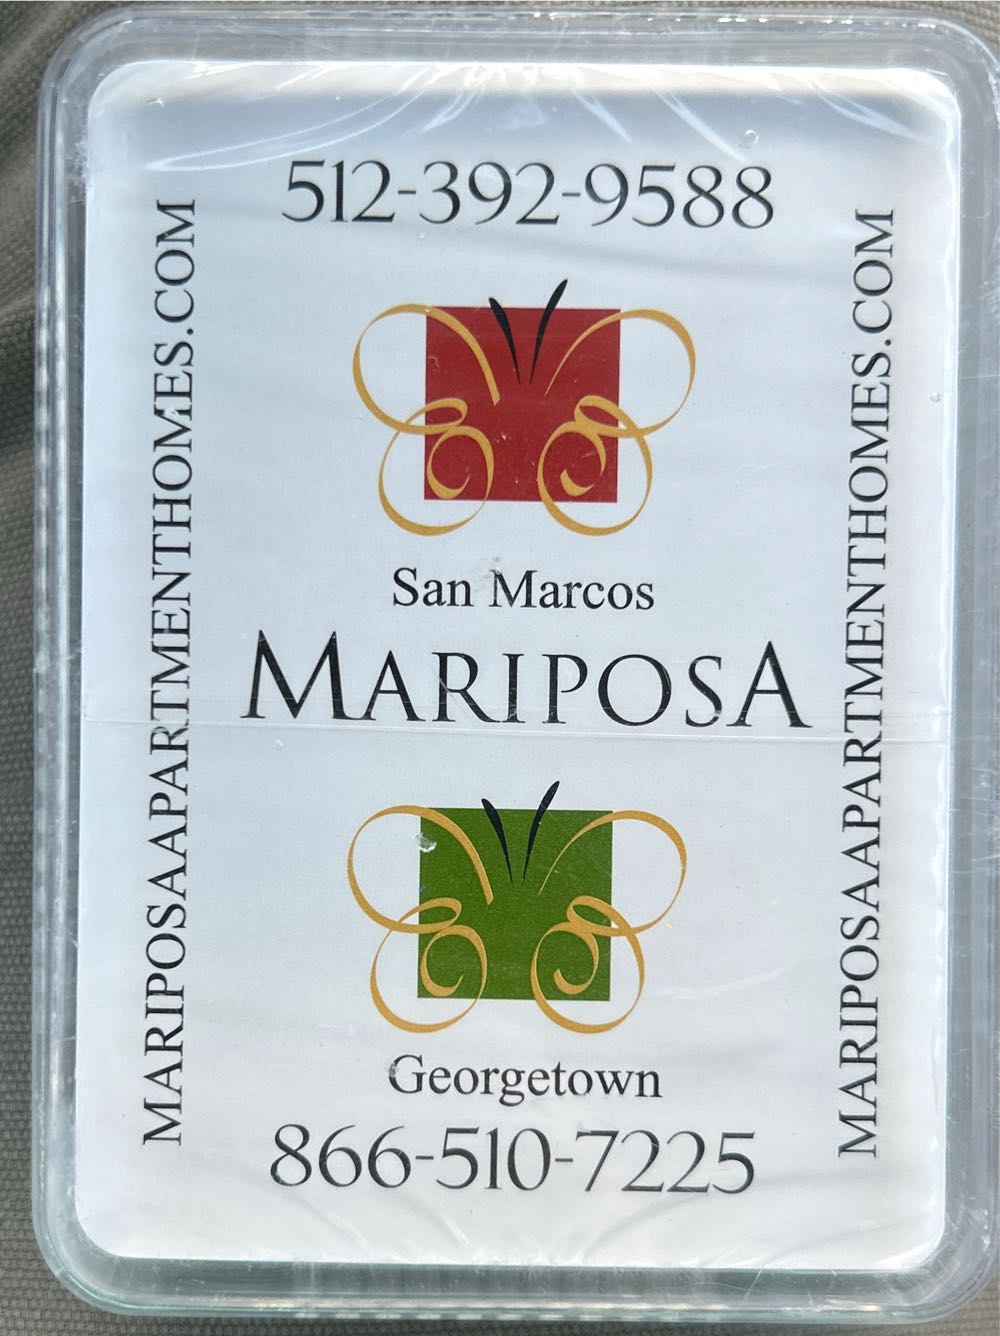 512-392-9588
MARIPOSAAPARTMENTHOMES.COM
San Marcos
MARIPOSA
Georgetown
866-510-7225
MARIPOSAAPARTMENTHOMES.COM